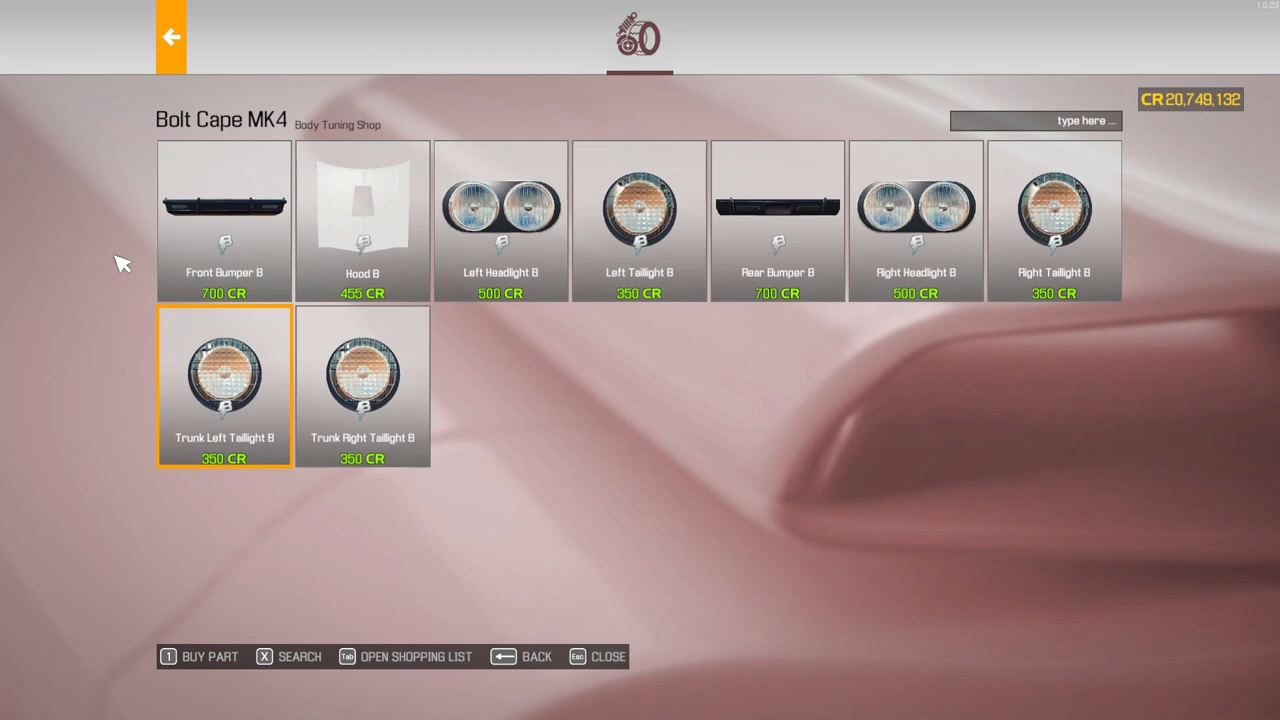 1.6.23
CR 20,749,132
Bolt Cape MK4 Body Tuning Shop
type here ...
Front Bumper B
700 CR
Hood B
455 CR
Left Headlight B
500 CR
Left Taillight B
350 CR
Rear Bumper B
700 CR
Right Headlight B
500 CR
Right Taillight B
350 CR
Trunk Left Taillight B
350 CR
Trunk Right Taillight B
350 CR
1 BUY PART X SEARCH Tab OPEN SHOPPING LIST BACK Esc CLOSE